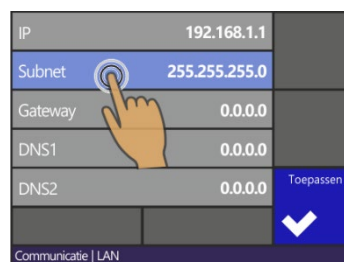 IP 192.168.1.1
Subnet 255.255.255.0
Gateway 0.0.0.0
DNS1 0.0.0.0
DNS2 0.0.0.0
Toepassen
Communicatie | LAN